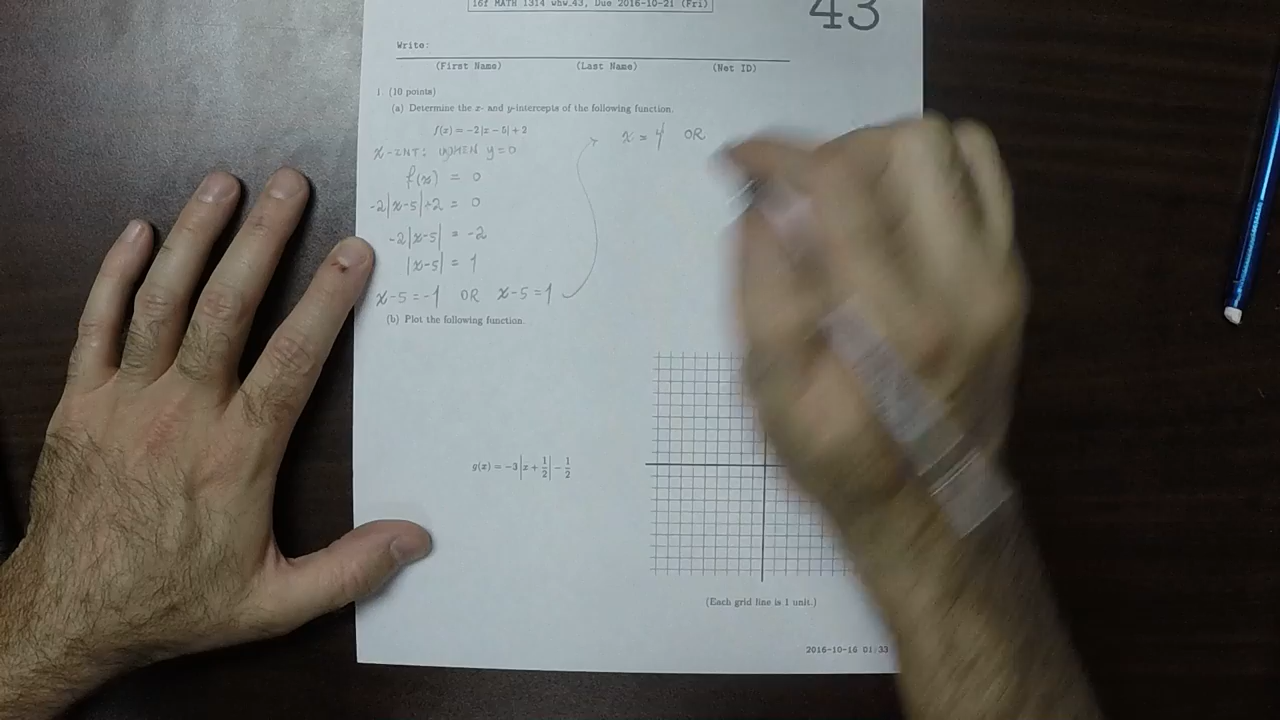 16f MATH 1314 whw.43, Due 2016-10-21 (Fri)
43
Write:
(First Name) (Last Name) (Net ID)
1. (10 points)
(a) Determine the x- and y-intercepts of the following function.
f(x) = -2|x - 5| + 2
x-INT: WHEN y=0
f(x) = 0
-2|x-5|+2 = 0
-2|x-5| = -2
|x-5| = 1
x-5=-1 OR x-5=1
x = 4 OR
(b) Plot the following function.
g(x) = -3|x + 1/2| - 1/2
(Each grid line is 1 unit.)
2016-10-16 01:33